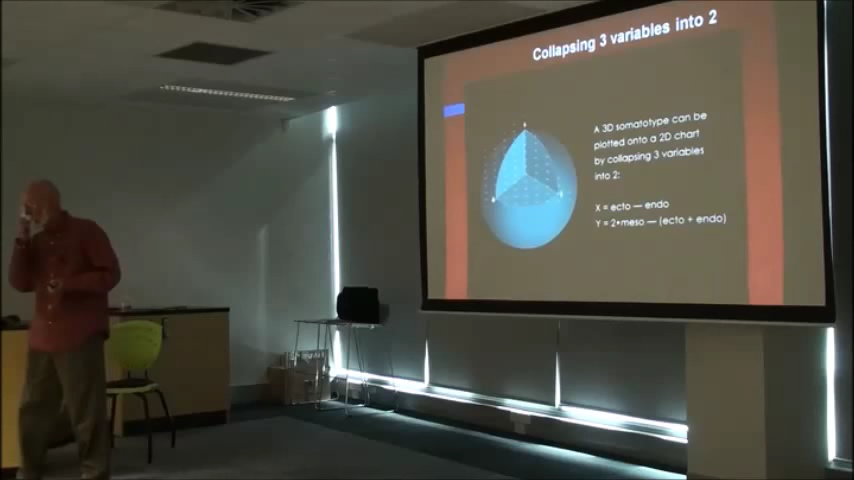 Collapsing 3 variables into 2
A 3D somatotype can be
plotted onto a 2D chart
by collapsing 3 variables
into 2:
X = ecto — endo
Y = 2•meso — (ecto + endo)